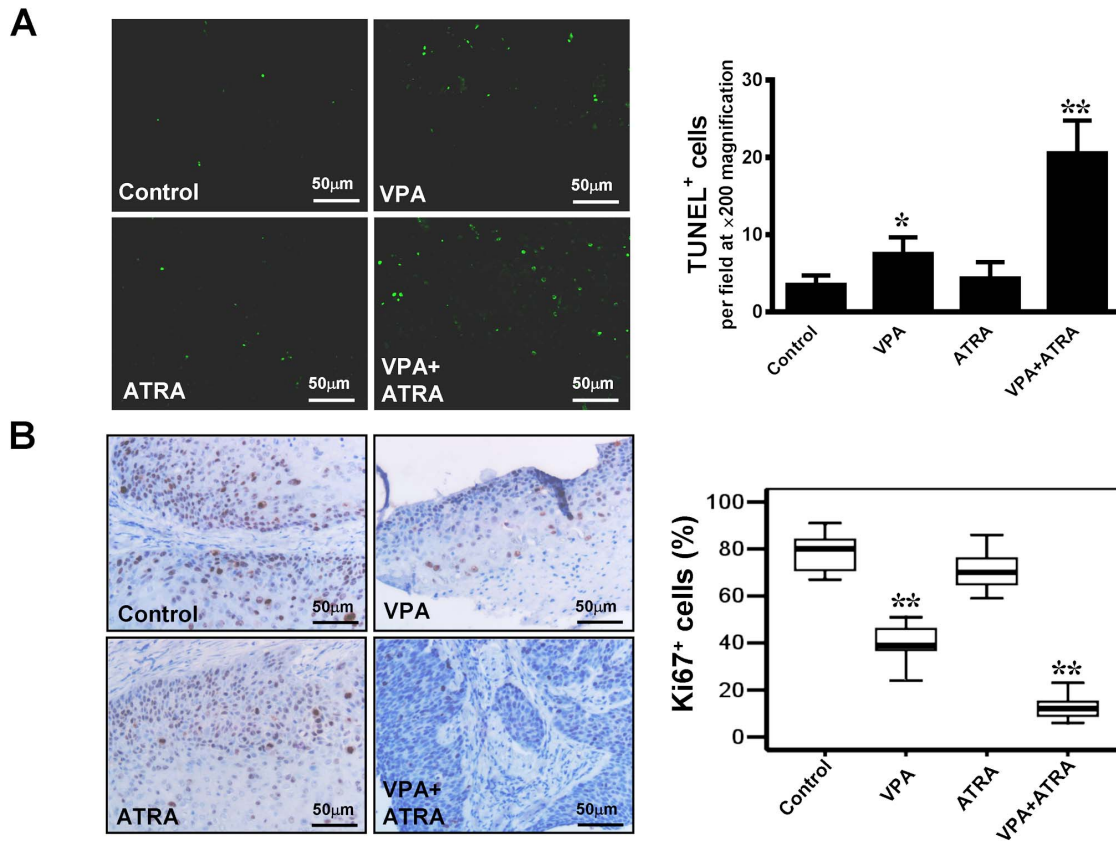 A
Control
50μm
VPA
50μm
ATRA
50μm
VPA+
ATRA
50μm
TUNEL⁺ cells
per field at ×200 magnification
30
20
10
0
*
**
Control
VPA
ATRA
VPA+ATRA
B
Control
50μm
VPA
50μm
ATRA
50μm
VPA+
ATRA
50μm
Ki67⁺ cells (%)
100
80
60
40
20
0
**
**
Control
VPA
ATRA
VPA+ATRA